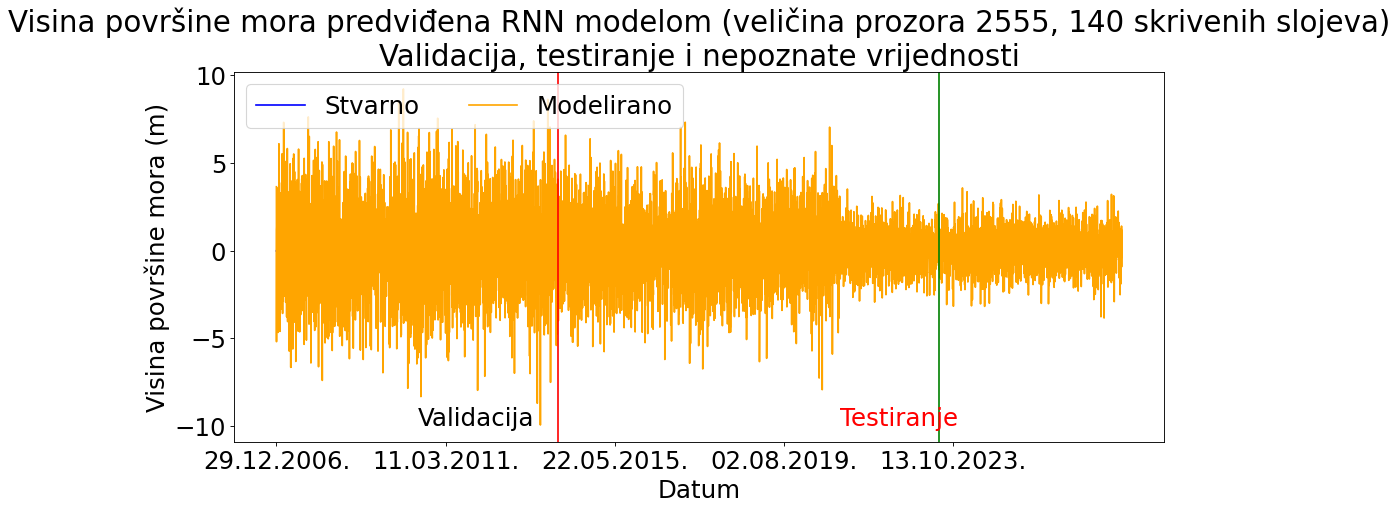 Visina površine mora predviđena RNN modelom (veličina prozora 2555, 140 skrivenih slojeva)
Validacija, testiranje i nepoznate vrijednosti
Visina površine mora (m)
10
5
0
−5
−10
Stvarno
Modelirano
Validacija
Testiranje
29.12.2006.
11.03.2011.
22.05.2015.
02.08.2019.
13.10.2023.
Datum